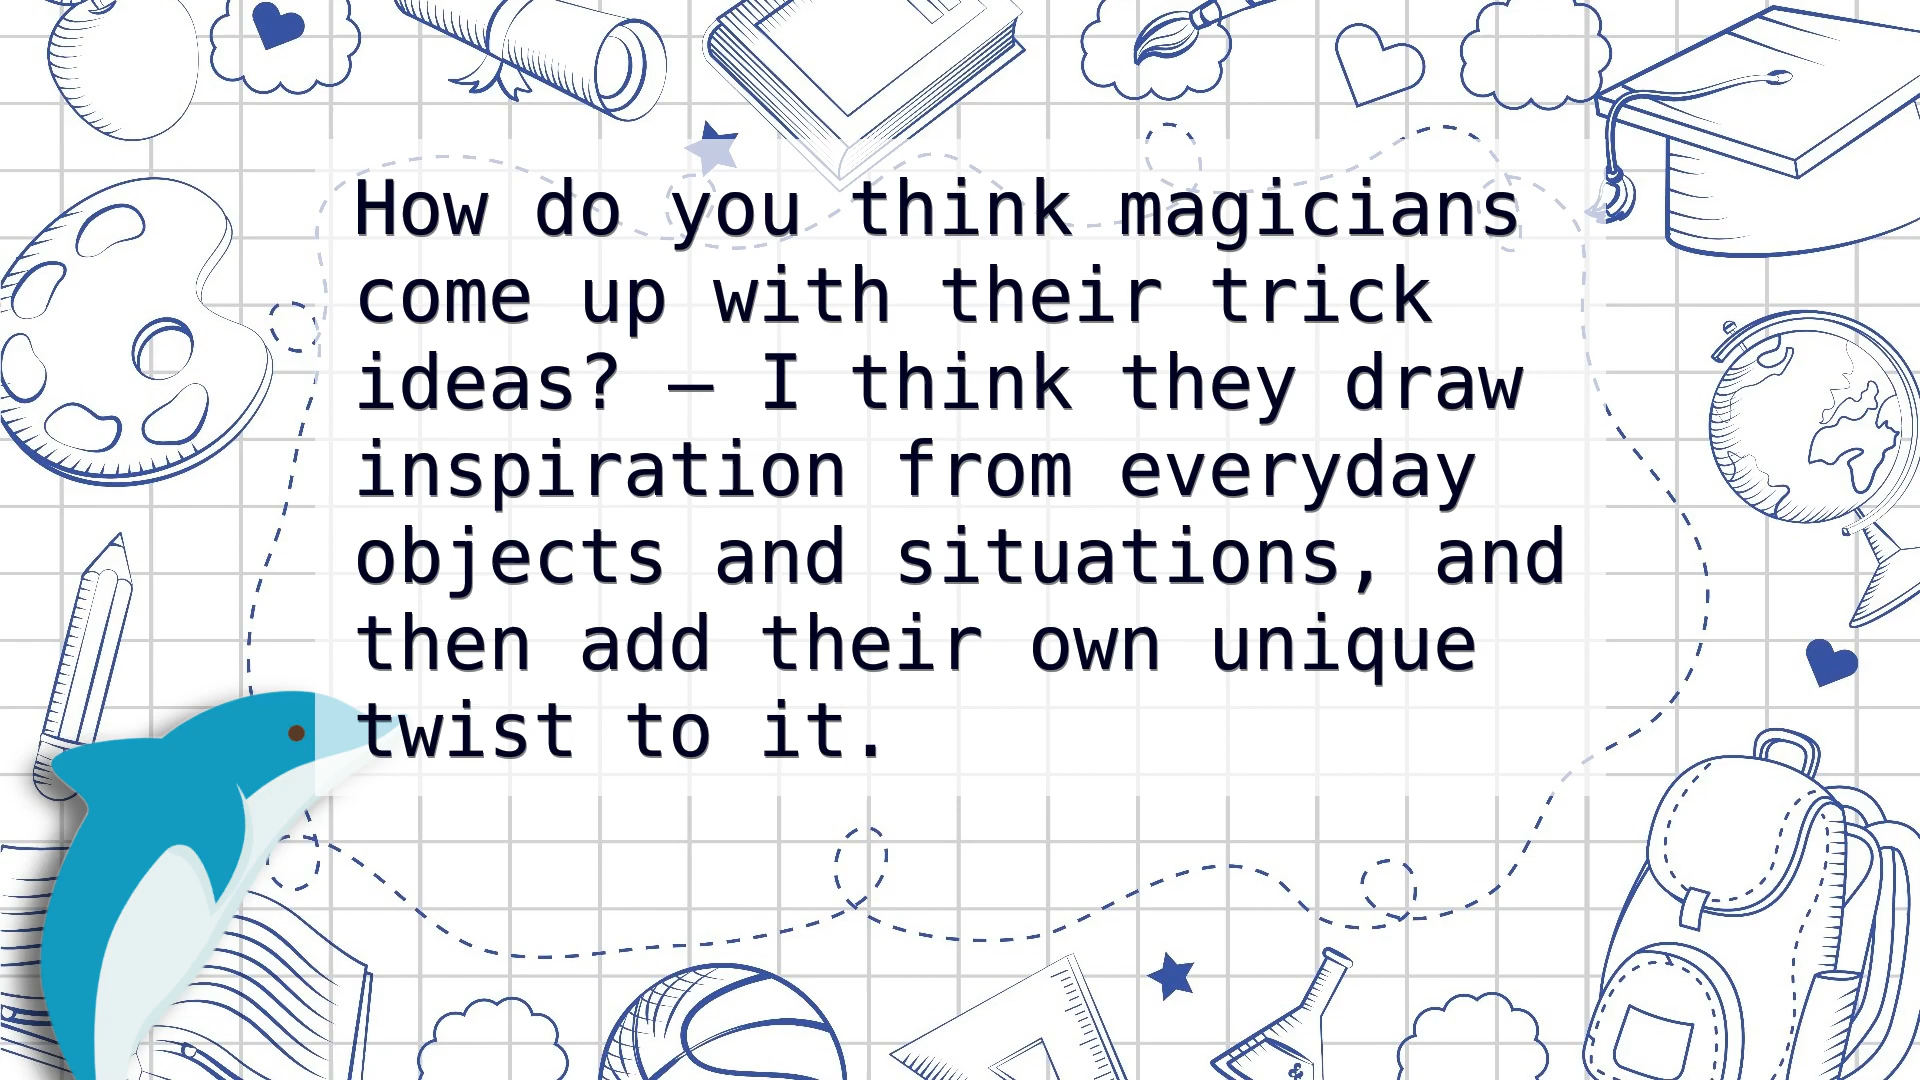 How do you think magicians
come up with their trick
ideas? – I think they draw
inspiration from everyday
objects and situations, and
then add their own unique
twist to it.